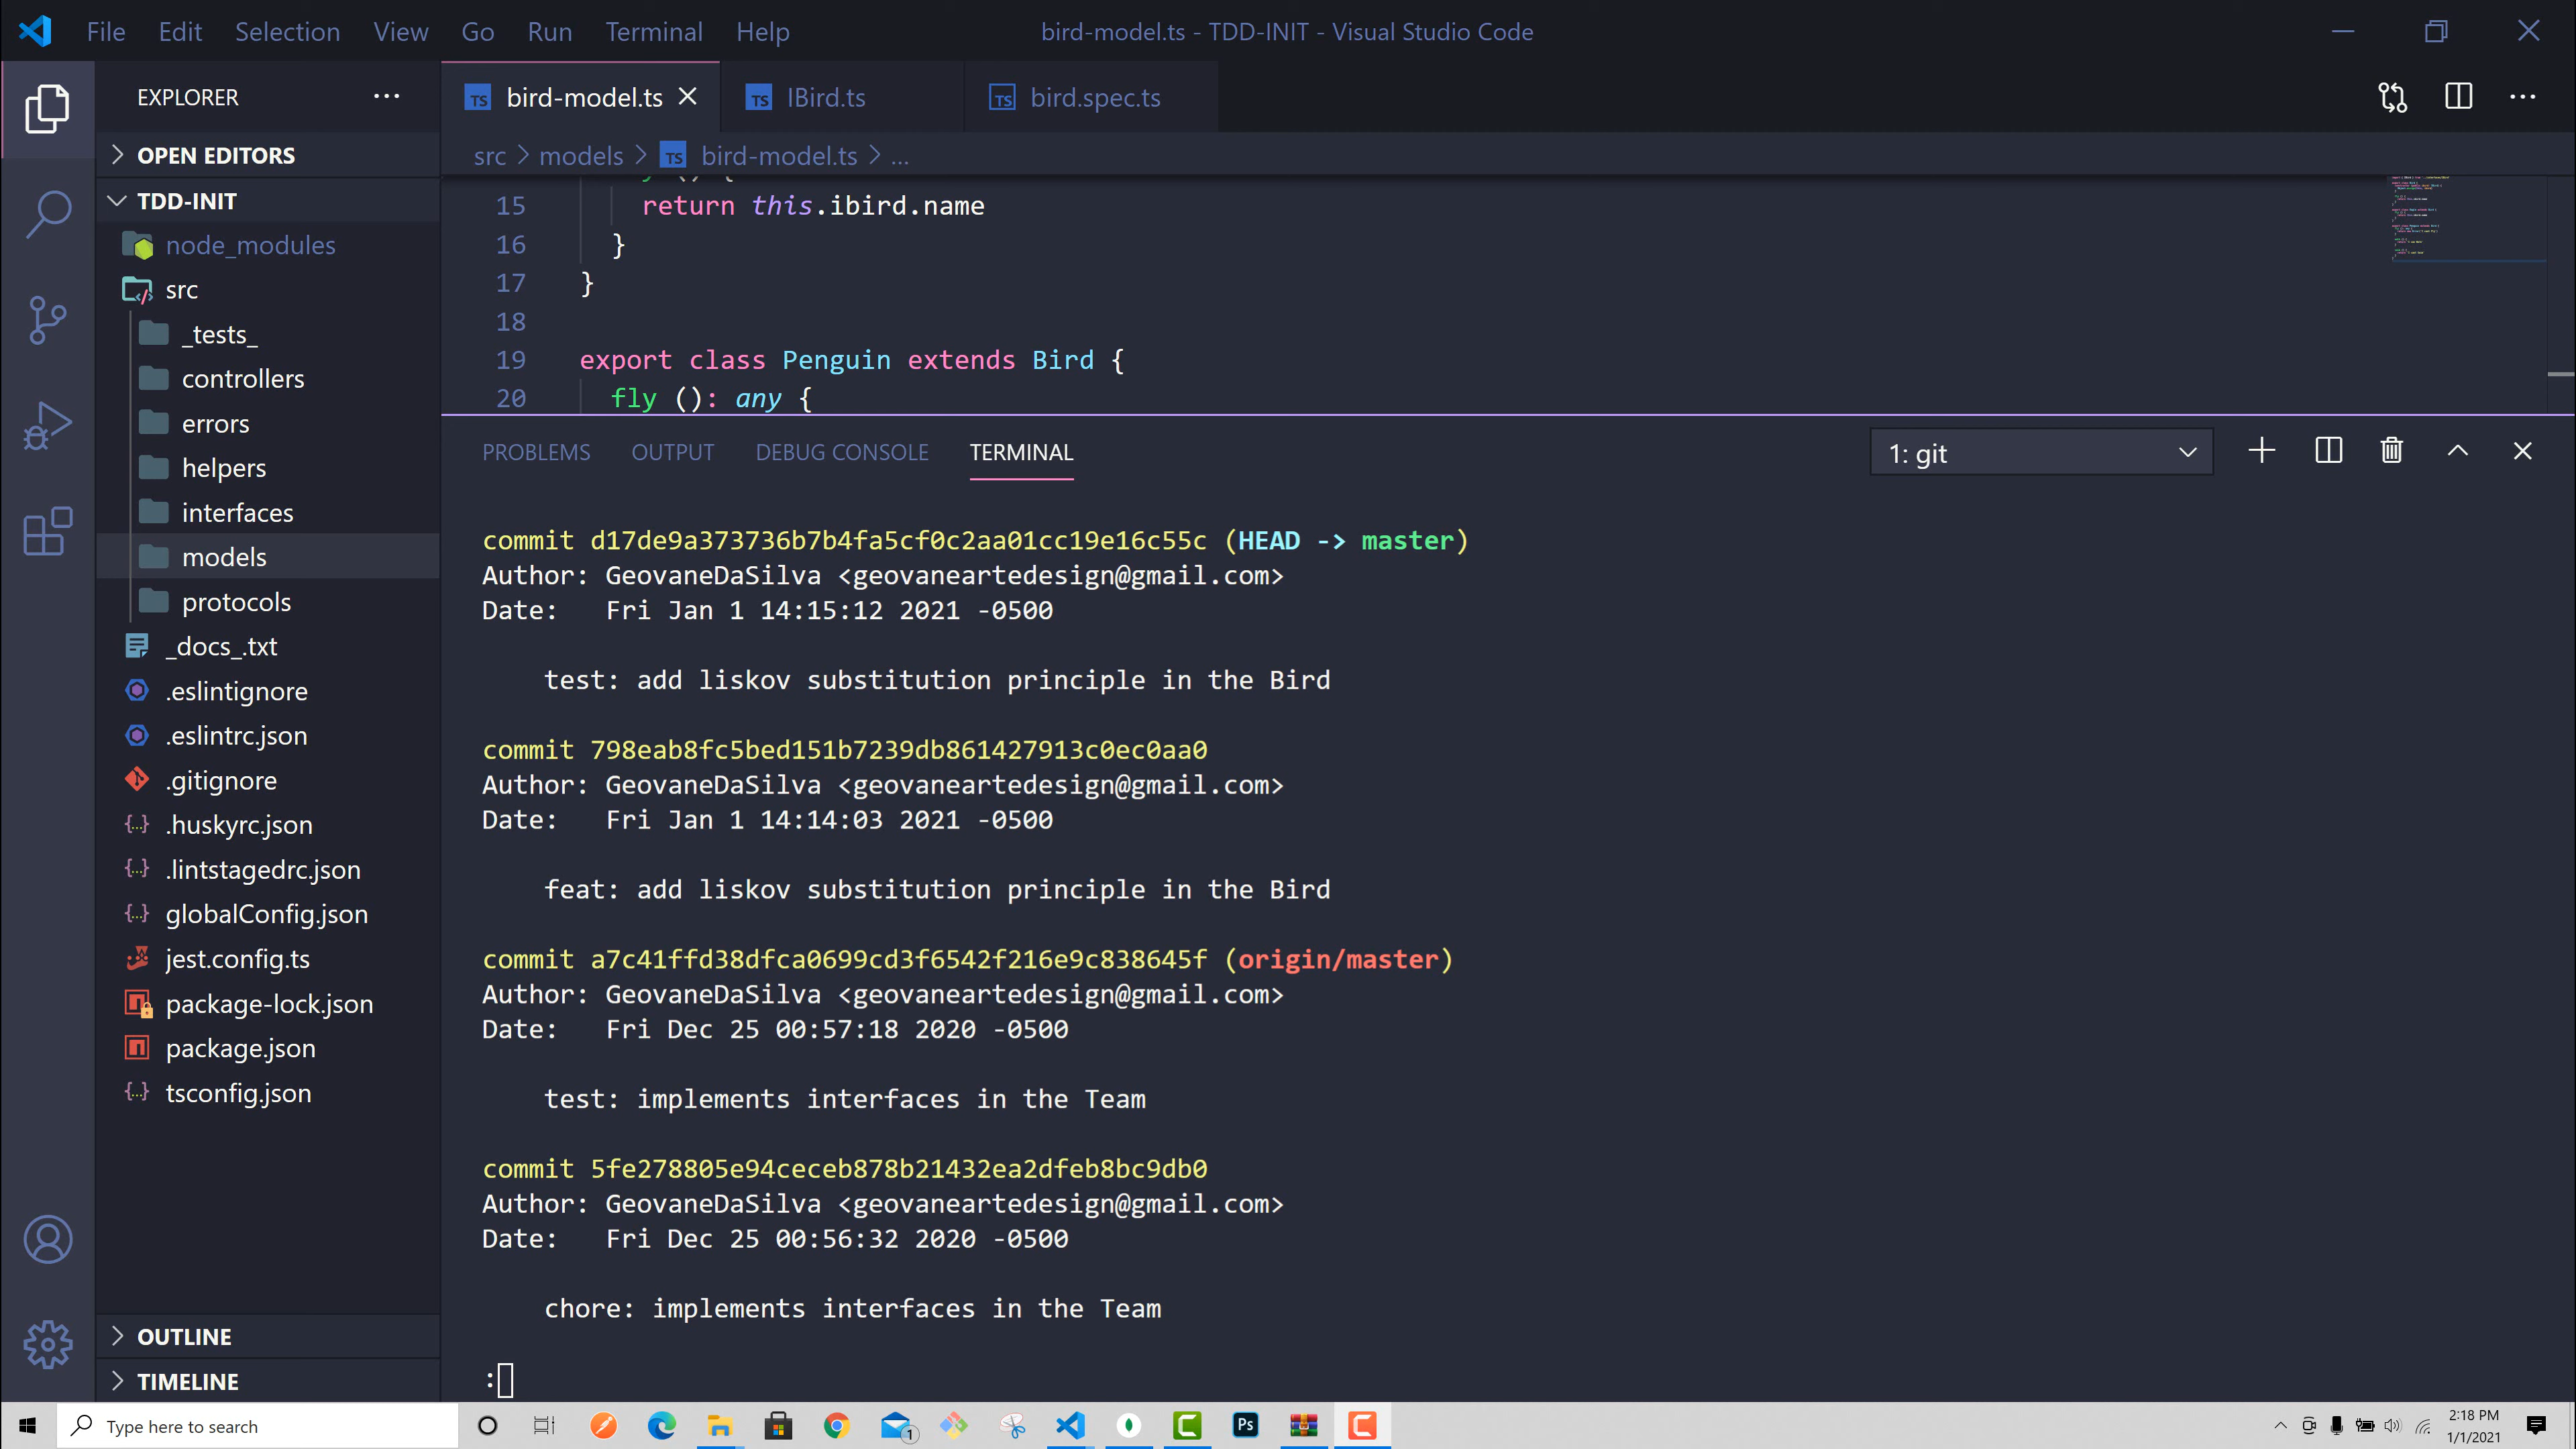 File Edit Selection View Go Run Terminal Help
bird-model.ts - TDD-INIT - Visual Studio Code
EXPLORER
OPEN EDITORS
TDD-INIT
node_modules
src
_tests_
controllers
errors
helpers
interfaces
models
protocols
_docs_.txt
.eslintignore
.eslintrc.json
.gitignore
.huskyrc.json
.lintstagedrc.json
globalConfig.json
jest.config.ts
package-lock.json
package.json
tsconfig.json
OUTLINE
TIMELINE
TS bird-model.ts TS IBird.ts TS bird.spec.ts
src > models > TS bird-model.ts > ...
15 return this.ibird.name
16 }
17 }
18
19 export class Penguin extends Bird {
20 fly (): any {
PROBLEMS OUTPUT DEBUG CONSOLE TERMINAL
1: git
commit d17de9a373736b7b4fa5cf0c2aa01cc19e16c55c (HEAD -> master)
Author: GeovaneDaSilva <geovaneartedesign@gmail.com>
Date:   Fri Jan 1 14:15:12 2021 -0500
test: add liskov substitution principle in the Bird
commit 798eab8fc5bed151b7239db861427913c0ec0aa0
Author: GeovaneDaSilva <geovaneartedesign@gmail.com>
Date:   Fri Jan 1 14:14:03 2021 -0500
feat: add liskov substitution principle in the Bird
commit a7c41ffd38dfca0699cd3f6542f216e9c838645f (origin/master)
Author: GeovaneDaSilva <geovaneartedesign@gmail.com>
Date:   Fri Dec 25 00:57:18 2020 -0500
test: implements interfaces in the Team
commit 5fe278805e94ceceb878b21432ea2dfeb8bc9db0
Author: GeovaneDaSilva <geovaneartedesign@gmail.com>
Date:   Fri Dec 25 00:56:32 2020 -0500
chore: implements interfaces in the Team
:
Type here to search
1
Ps
2:18 PM
1/1/2021